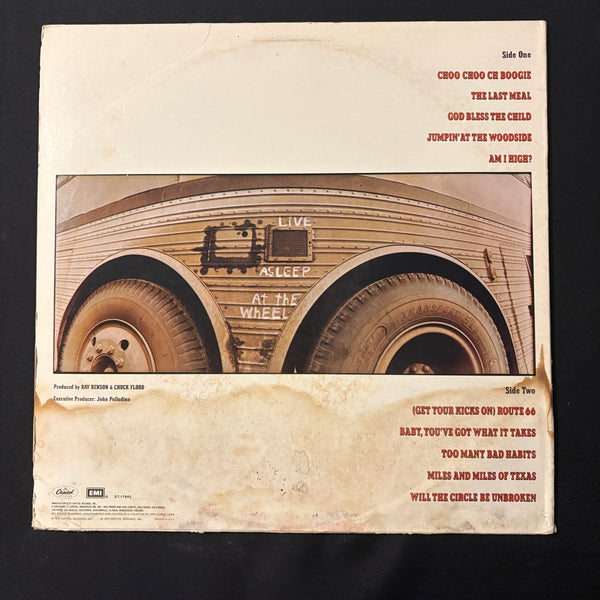 Side One
CHOO CHOO CH BOOGIE
THE LAST MEAL
GOD BLESS THE CHILD
JUMPIN' AT THE WOODSIDE
AM I HIGH?
LIVE
ASLEEP
AT thE
WHEEL
Produced by RAY BENSON & CHUCK FLOOD
Executive Producer: John Palladino
Side Two
(GET YOUR KICKS ON) ROUTE 66
BABY, YOU'VE GOT WHAT IT TAKES
TOO MANY BAD HABITS
MILES AND MILES OF TEXAS
WILL THE CIRCLE BE UNBROKEN
Capitol
EMI